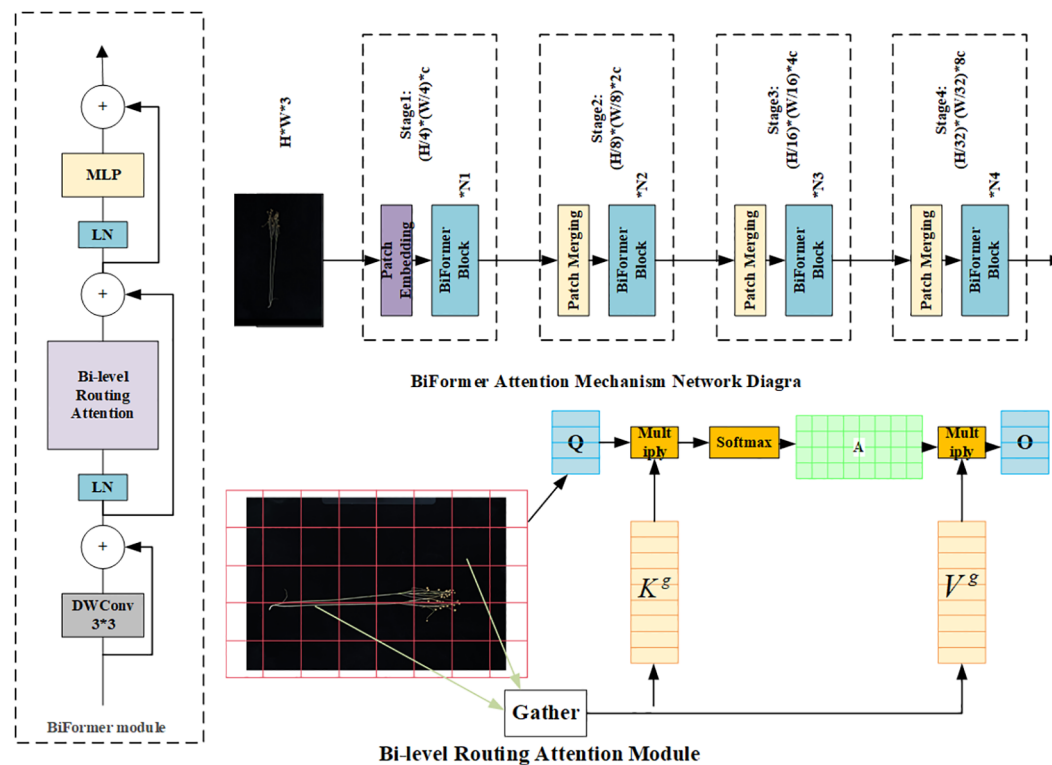 +
MLP
LN
+
Bi-level
Routing
Attention
LN
+
DWConv
3*3
BiFormer module
H*W*3
Stage1:
(H/4)*(W/4)*c
Patch
Embedding
BiFormer
Block
*N1
Stage2:
(H/8)*(W/8)*2c
Patch Merging
BiFormer
Block
*N2
Stage3:
(H/16)*(W/16)*4c
Patch Merging
BiFormer
Block
*N3
Stage4:
(H/32)*(W/32)*8c
Patch Merging
BiFormer
Block
*N4
BiFormer Attention Mechanism Network Diagra
Q
Mult
iply
Softmax
A
Mult
iply
O
K^g
V^g
Gather
Bi-level Routing Attention Module